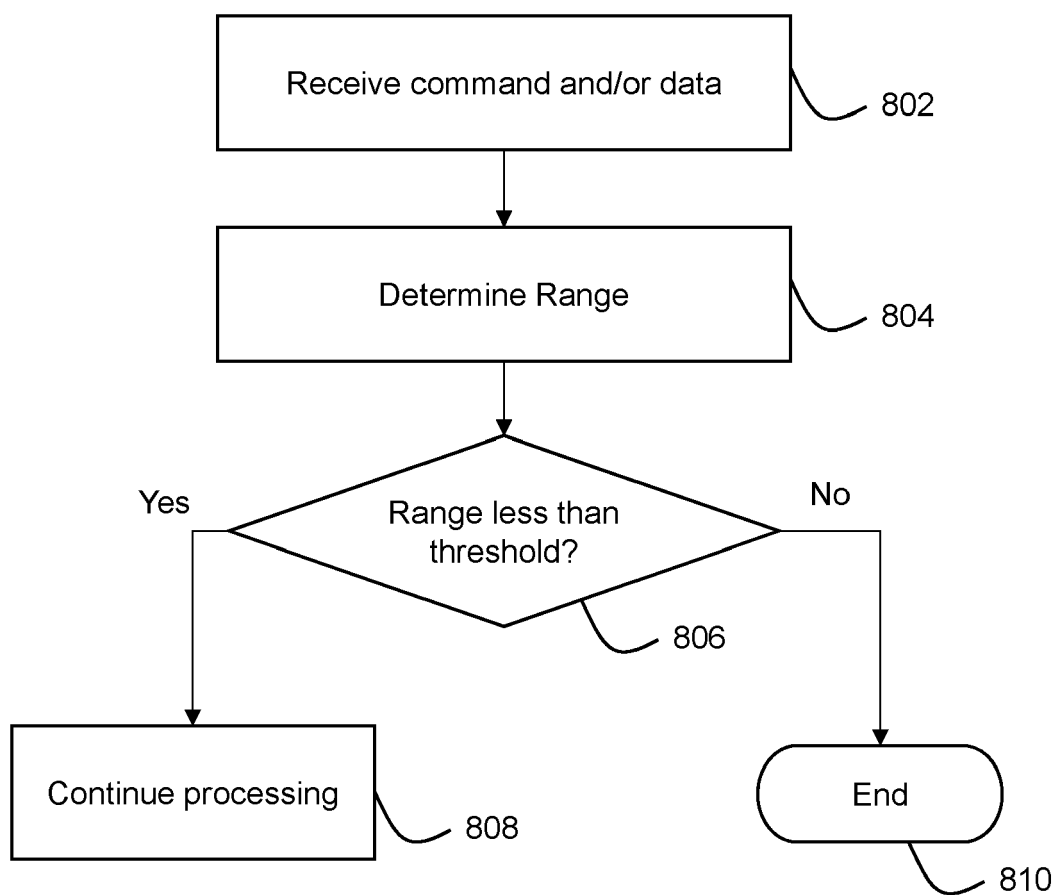 Receive command and/or data
802
Determine Range
804
Yes
No
Range less than
threshold?
806
Continue processing
808
End
810